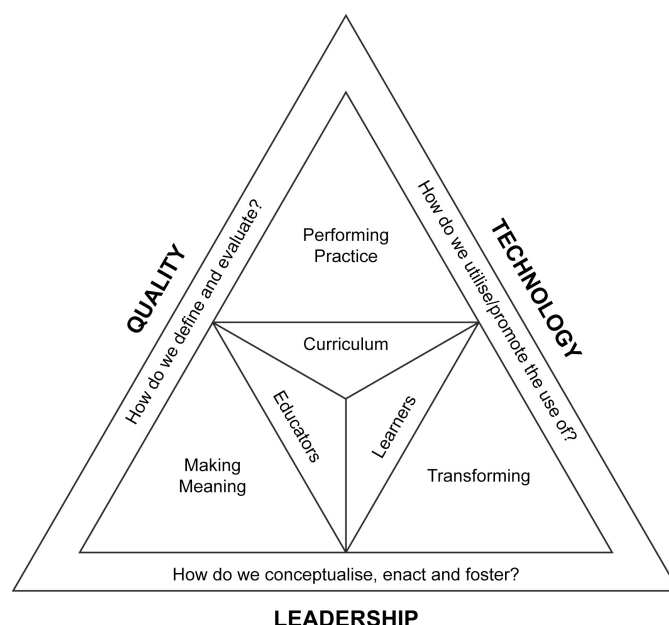 QUALITY
How do we define and evaluate?
TECHNOLOGY
How do we utilise/promote the use of?
Performing
Practice
Curriculum
Educators
Learners
Making
Meaning
Transforming
How do we conceptualise, enact and foster?
LEADERSHIP